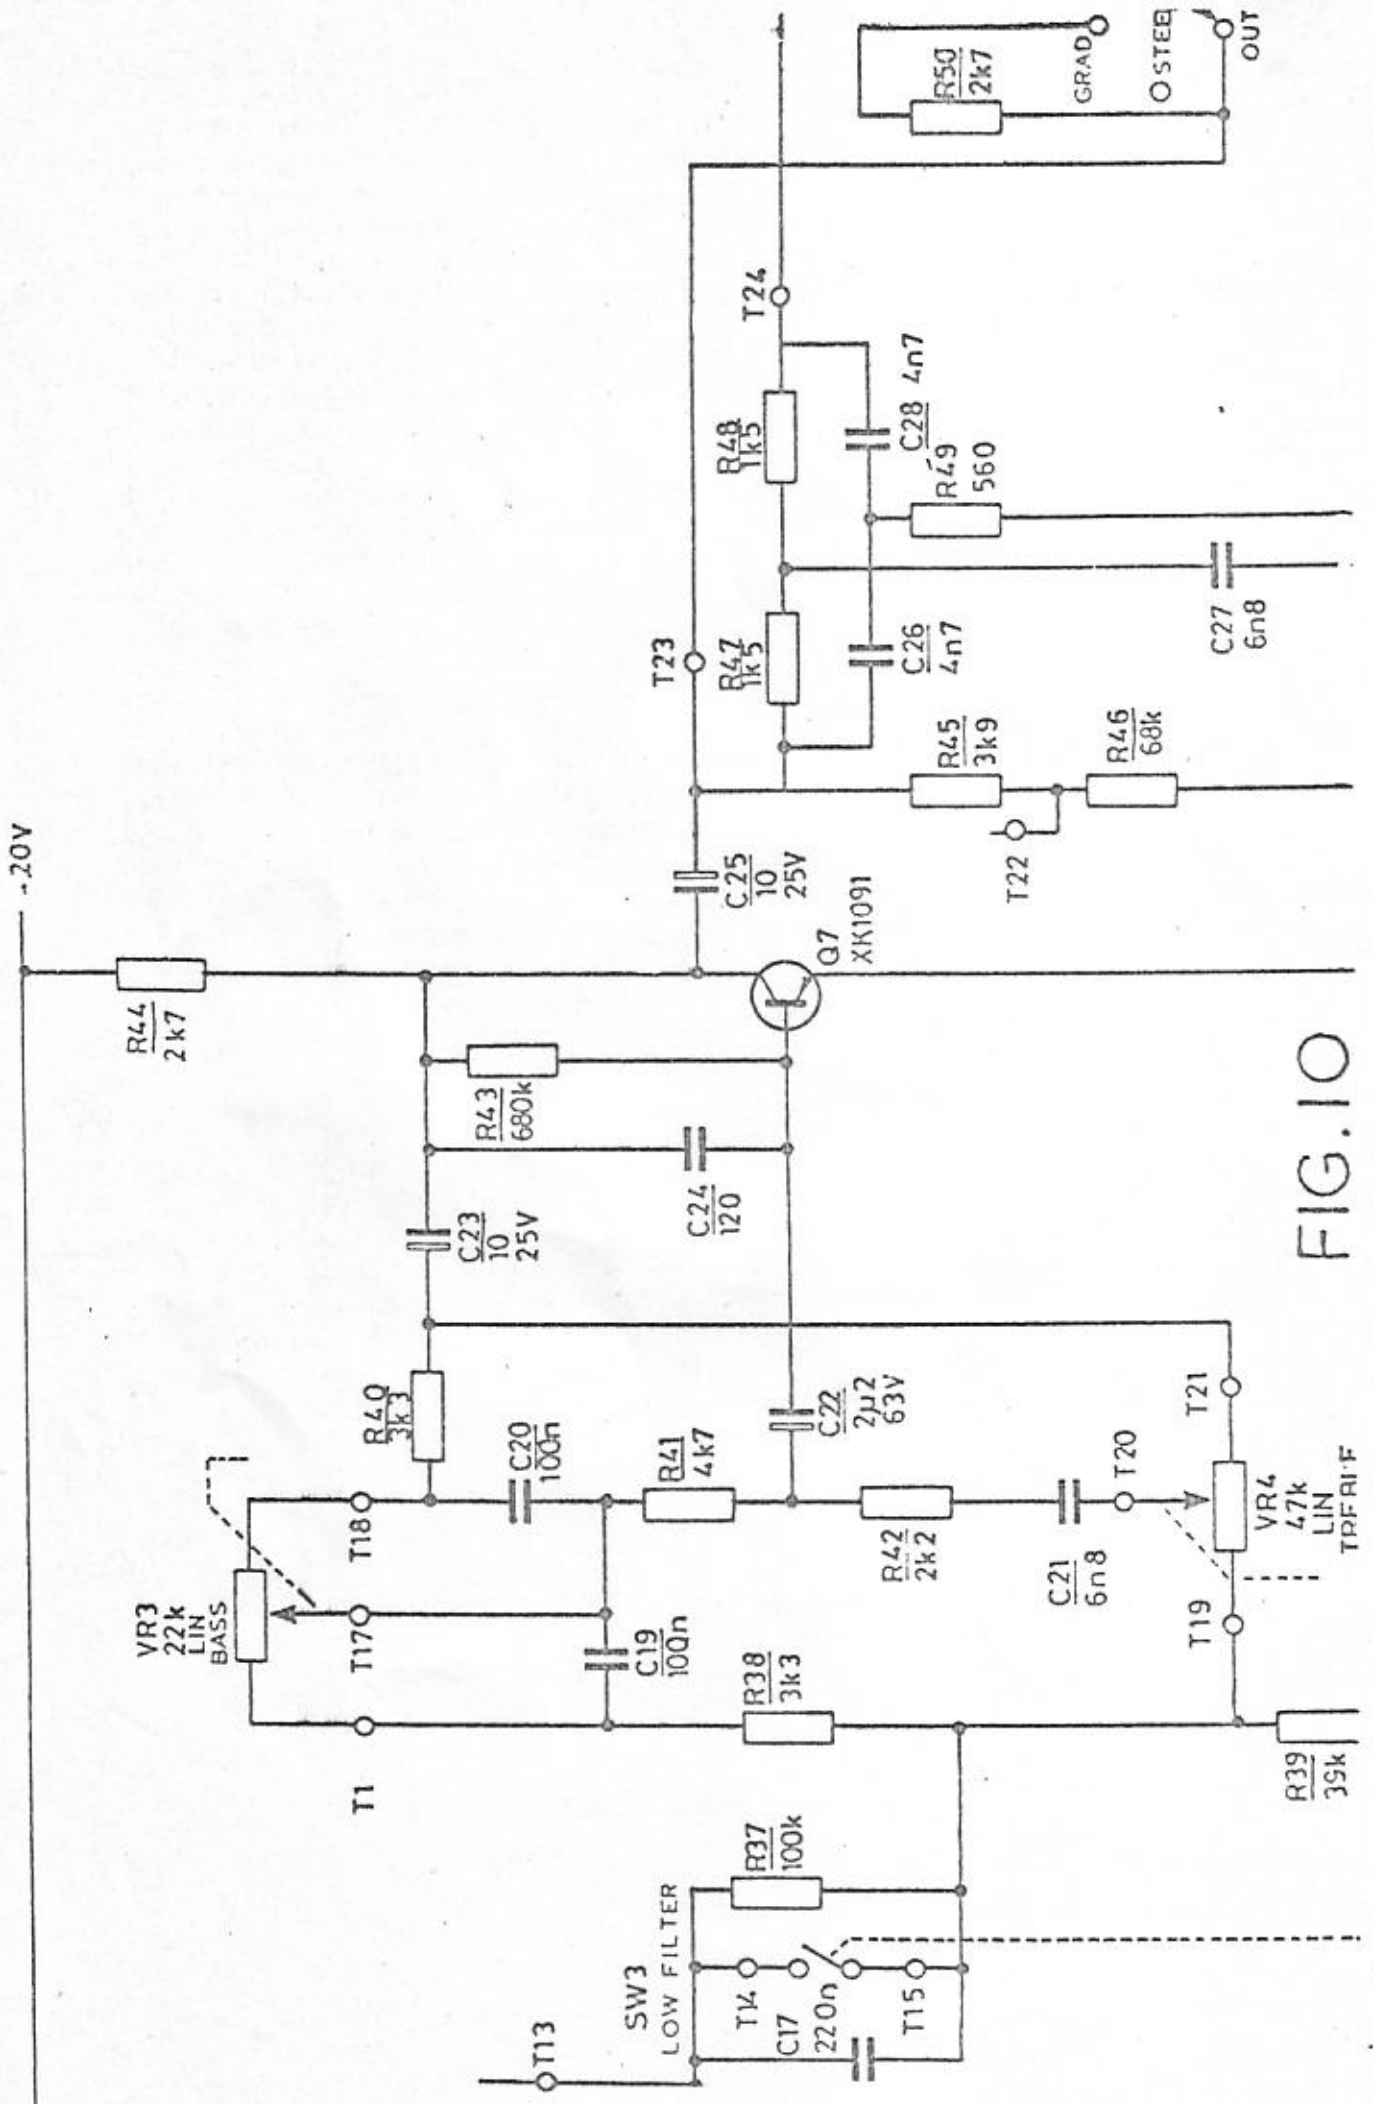 -20V
R44
2k7
R50
2k7
GRAD
STEEP
OUT
T24
R48
1k5
C28 4n7
R49
560
T23
R47
1k5
C26
4n7
C27
6n8
R45
3k9
R46
68k
T22
C25
10
25V
Q7
XK1091
R43
680k
C24
120
C23
10
25V
R40
3k3
C20
100n
R41
4k7
C22
2µ2
63V
VR3
22k
LIN
BASS
T18
T17
T1
C19
100n
R42
2k2
C21
6n8
T20
T21
VR4
47k
LIN
TREBLE
T19
R38
3k3
R39
39k
R37
100k
SW3
LOW FILTER
T14
C17
220n
T15
T13
FIG.10